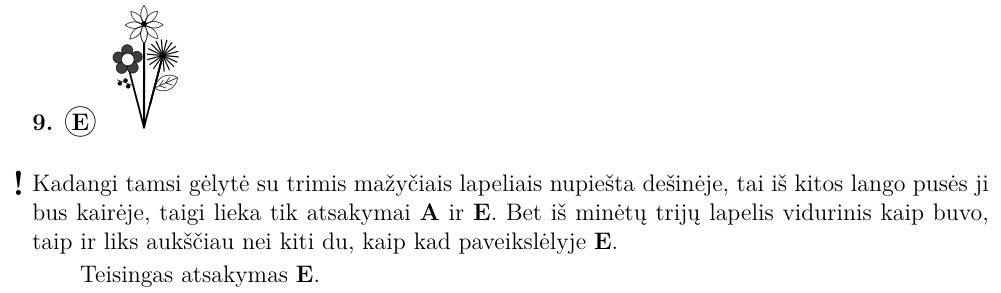 9. E
! Kadangi tamsi gėlytė su trimis mažyčiais lapeliais nupiešta dešinėje, tai iš kitos lango pusės ji
bus kairėje, taigi lieka tik atsakymai A ir E. Bet iš minėtų trijų lapelis vidurinis kaip buvo,
taip ir liks aukščiau nei kiti du, kaip kad paveikslėlyje E.
Teisingas atsakymas E.